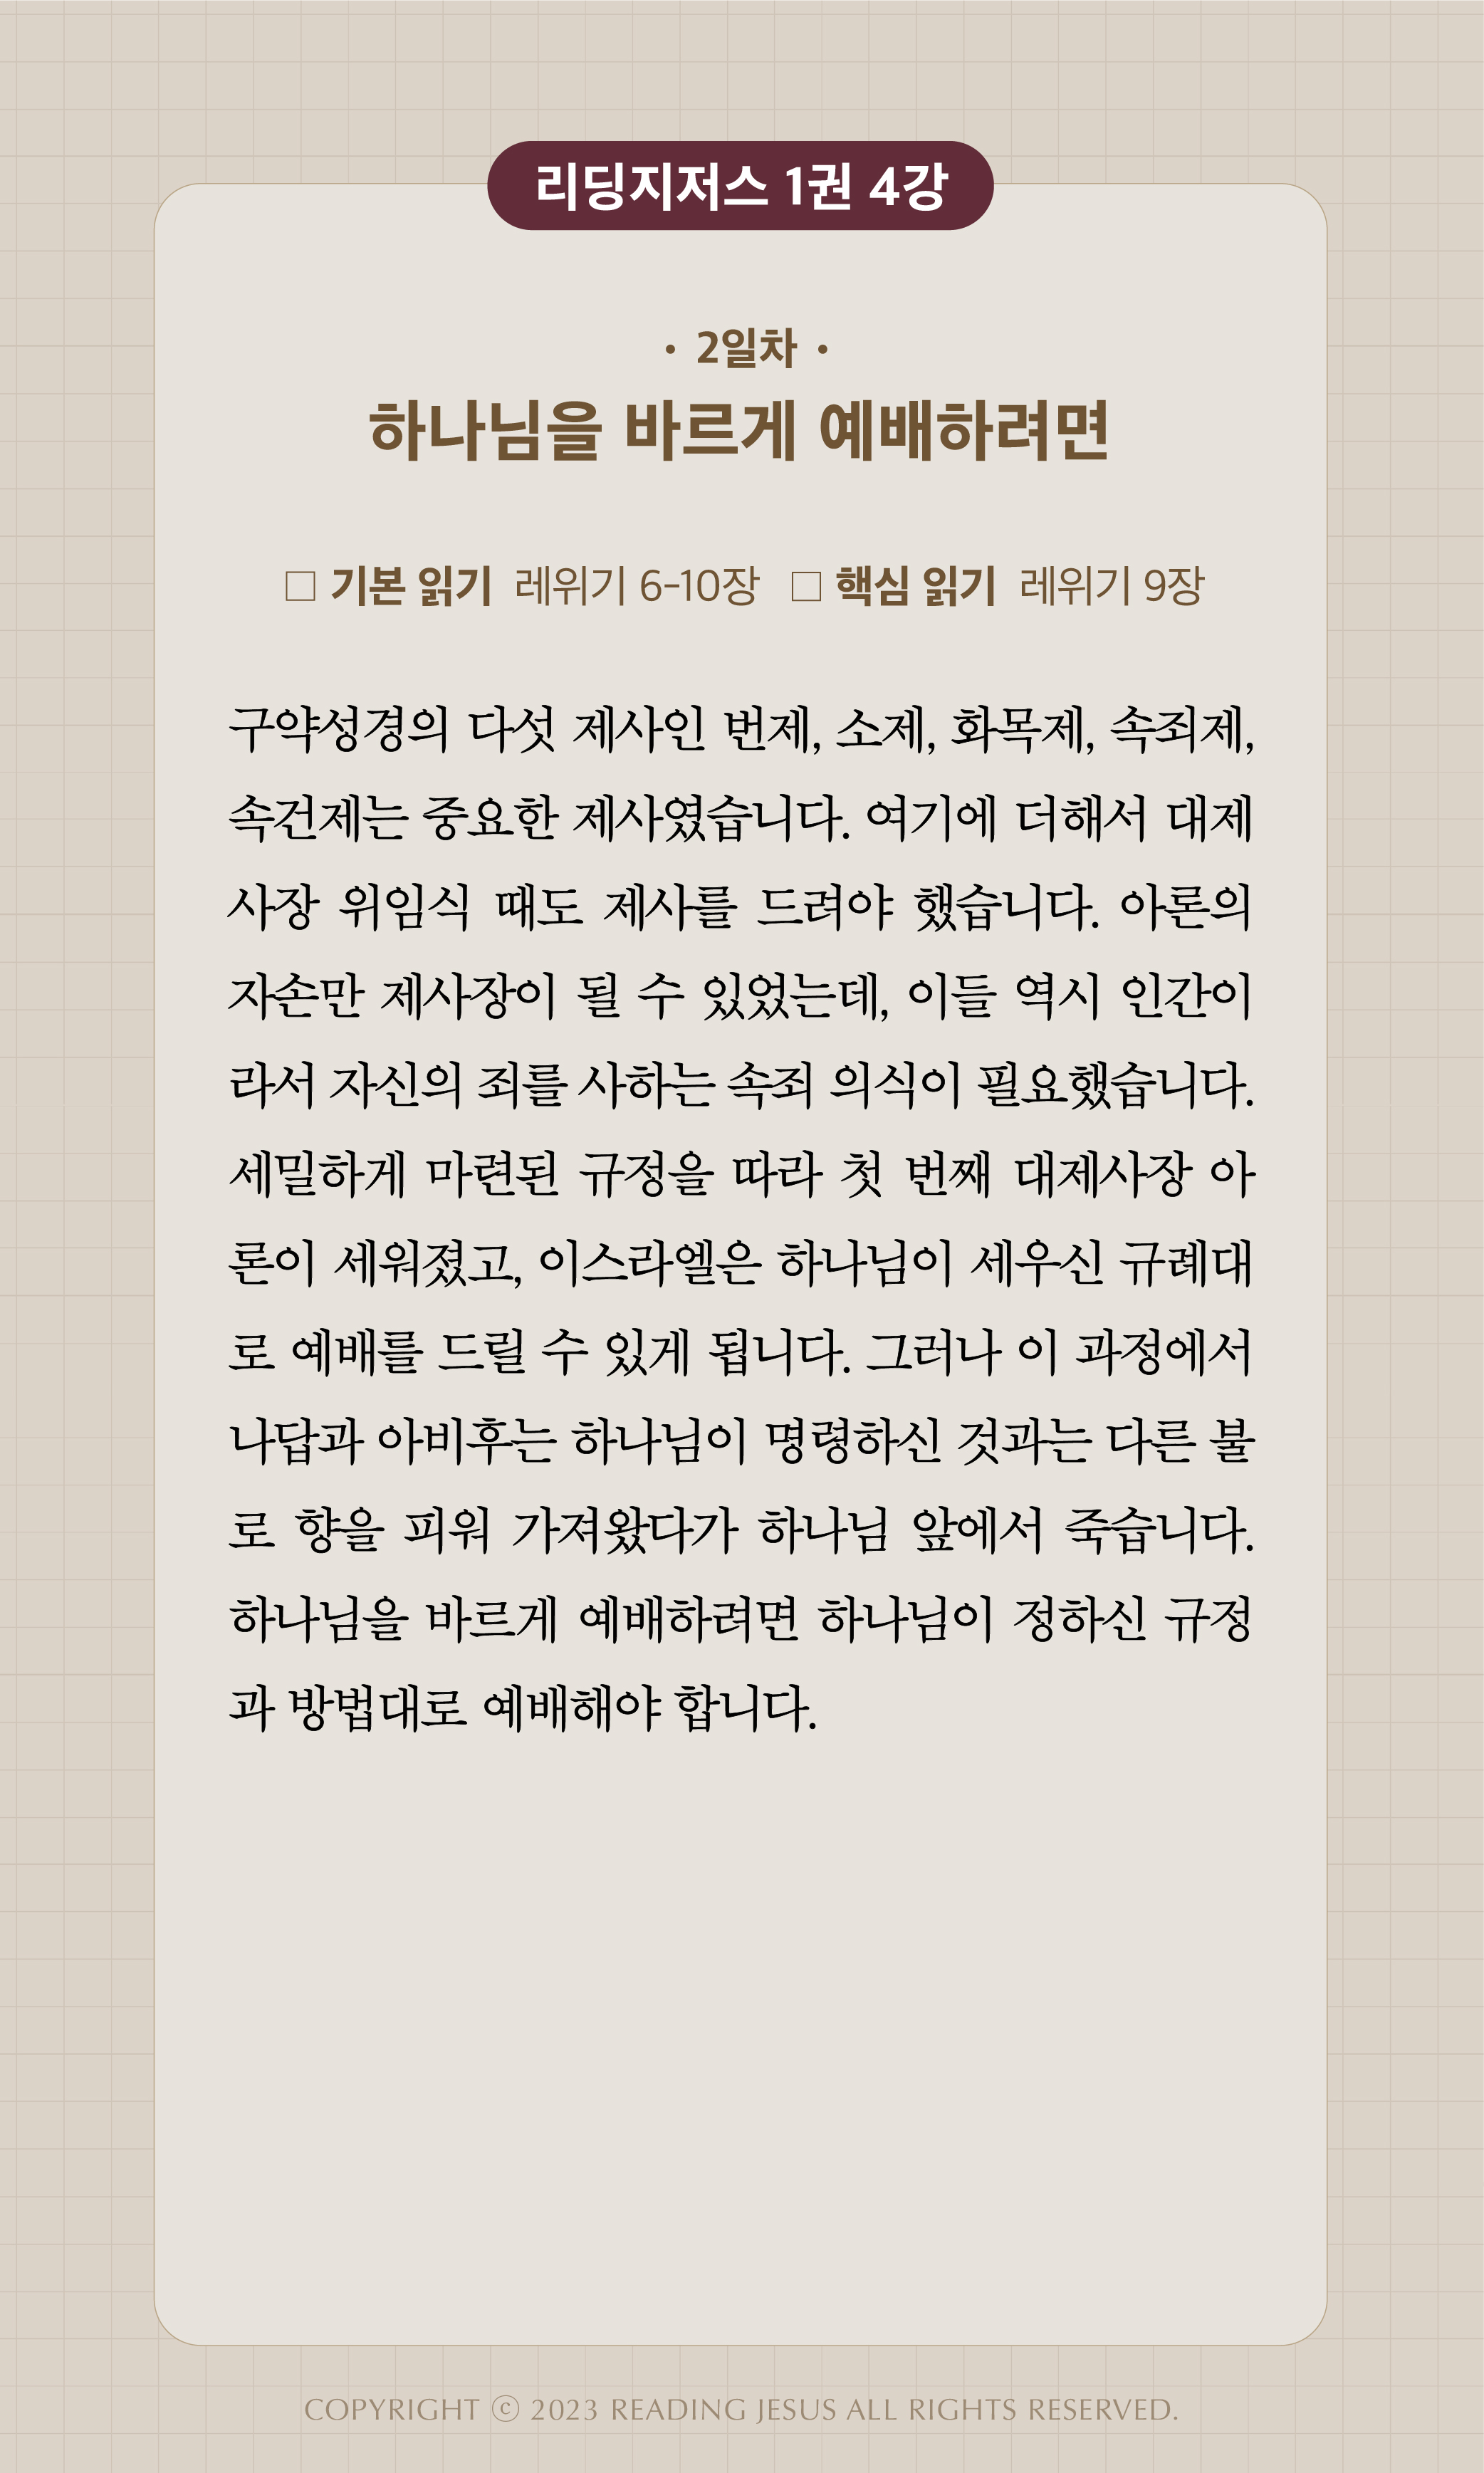 리딩지저스 1권 4강
· 2일차 ·
하나님을 바르게 예배하려면
□ 기본 읽기 레위기 6-10장 □ 핵심 읽기 레위기 9장
구약성경의 다섯 제사인 번제, 소제, 화목제, 속죄제,
속건제는 중요한 제사였습니다. 여기에 더해서 대제
사장 위임식 때도 제사를 드려야 했습니다. 아론의
자손만 제사장이 될 수 있었는데, 이들 역시 인간이
라서 자신의 죄를 사하는 속죄 의식이 필요했습니다.
세밀하게 마련된 규정을 따라 첫 번째 대제사장 아
론이 세워졌고, 이스라엘은 하나님이 세우신 규례대
로 예배를 드릴 수 있게 됩니다. 그러나 이 과정에서
나답과 아비후는 하나님이 명령하신 것과는 다른 불
로 향을 피워 가져왔다가 하나님 앞에서 죽습니다.
하나님을 바르게 예배하려면 하나님이 정하신 규정
과 방법대로 예배해야 합니다.
COPYRIGHT ⓒ 2023 READING JESUS ALL RIGHTS RESERVED.